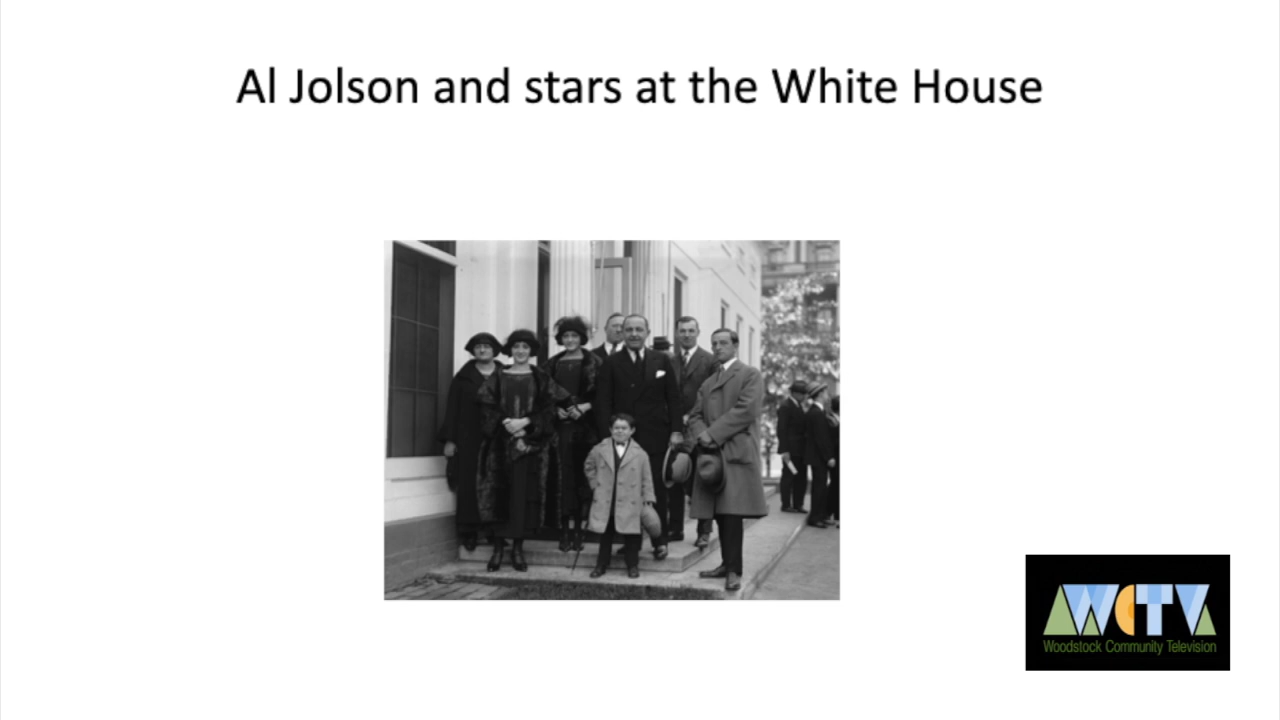 Al Jolson and stars at the White House
WCTV
Woodstock Community Television